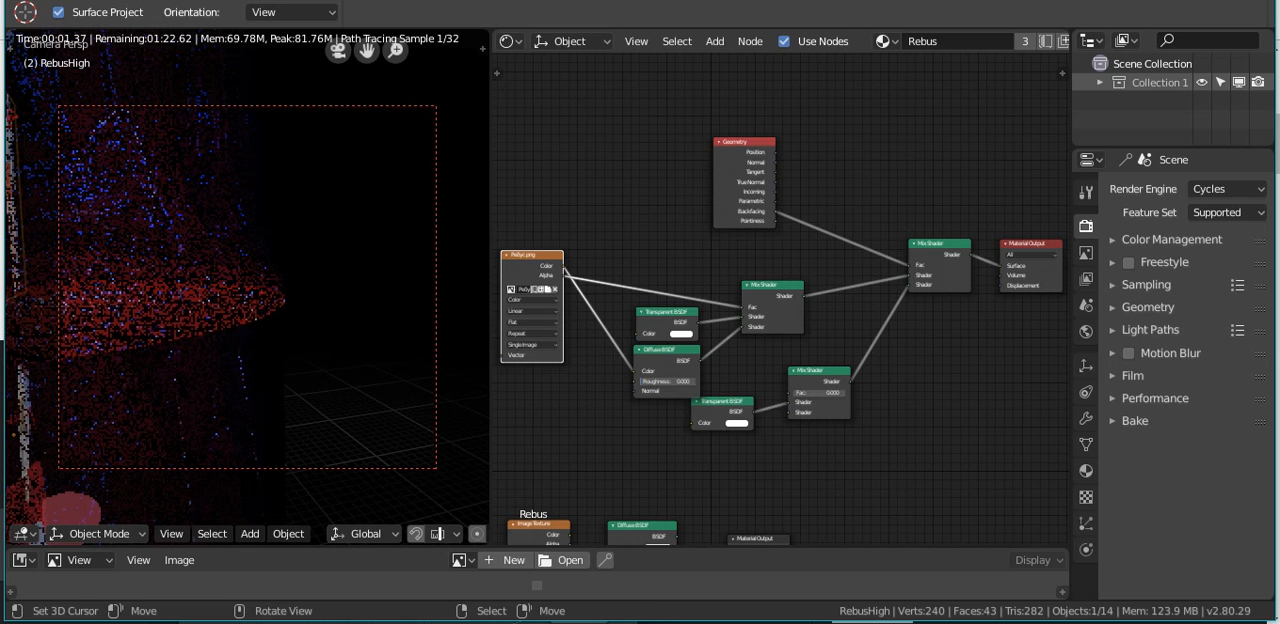 Surface Project Orientation: View
Time:00:01.37 | Remaining:01:22.62 | Mem:69.78M, Peak:81.76M | Path Tracing Sample 1/32
Camera Persp
(2) RebusHigh
Object View Select Add Node Use Nodes Rebus 3
Scene Collection
Collection 1
Scene
Render Engine Cycles
Feature Set Supported
Color Management
Freestyle
Sampling
Geometry
Light Paths
Motion Blur
Film
Performance
Bake
Geometry
Position
Normal
Tangent
True Normal
Incoming
Parametric
Backfacing
Pointiness
Color
Alpha
Color
Linear
Flat
Repeat
Single Image
Vector
Transparent BSDF
BSDF
Color
Diffuse BSDF
BSDF
Color
Roughness: 0.000
Normal
Transparent BSDF
BSDF
Color
Mix Shader
Shader
Fac
Shader
Shader
Mix Shader
Shader
Fac: 0.000
Shader
Shader
Mix Shader
Shader
Fac
Shader
Shader
Material Output
All
Surface
Volume
Displacement
Rebus
Image Texture
Color
Alpha
Diffuse BSDF
BSDF
Material Output
Object Mode View Select Add Object Global
View View Image New Open Display
Set 3D Cursor Move Rotate View Select Move RebusHigh | Verts:240 | Faces:43 | Tris:282 | Objects:1/14 | Mem: 123.9 MB | v2.80.29